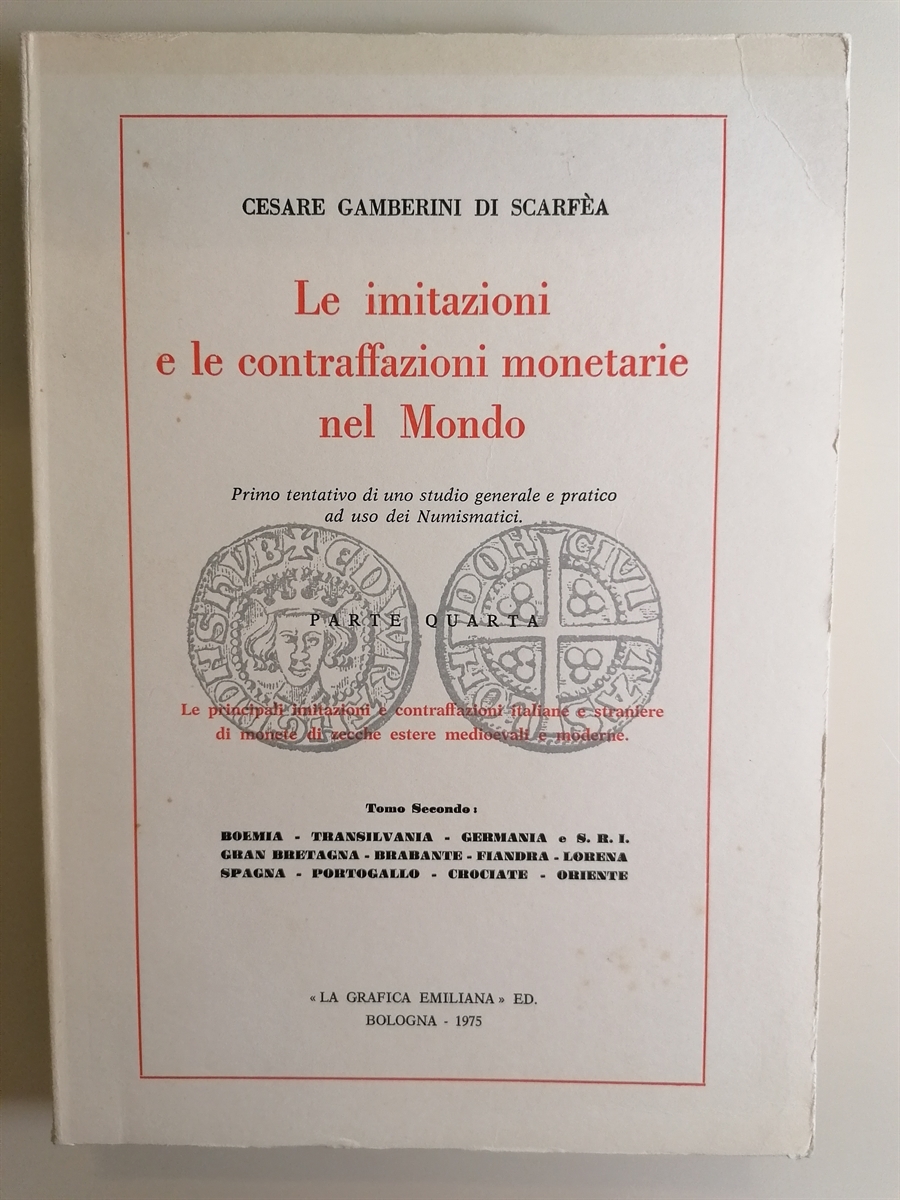 CESARE GAMBERINI DI SCARFÈA
Le imitazioni
e le contraffazioni monetarie
nel Mondo
Primo tentativo di uno studio generale e pratico
ad uso dei Numismatici.
PARTE QUARTA
Le principali imitazioni e contraffazioni italiane e straniere
di monete di zecche estere medioevali e moderne.
Tomo Secondo:
BOEMIA - TRANSILVANIA - GERMANIA e S. R. I.
GRAN BRETAGNA - BRABANTE - FIANDRA - LORENA
SPAGNA - PORTOGALLO - CROCIATE - ORIENTE
« LA GRAFICA EMILIANA » ED.
BOLOGNA - 1975